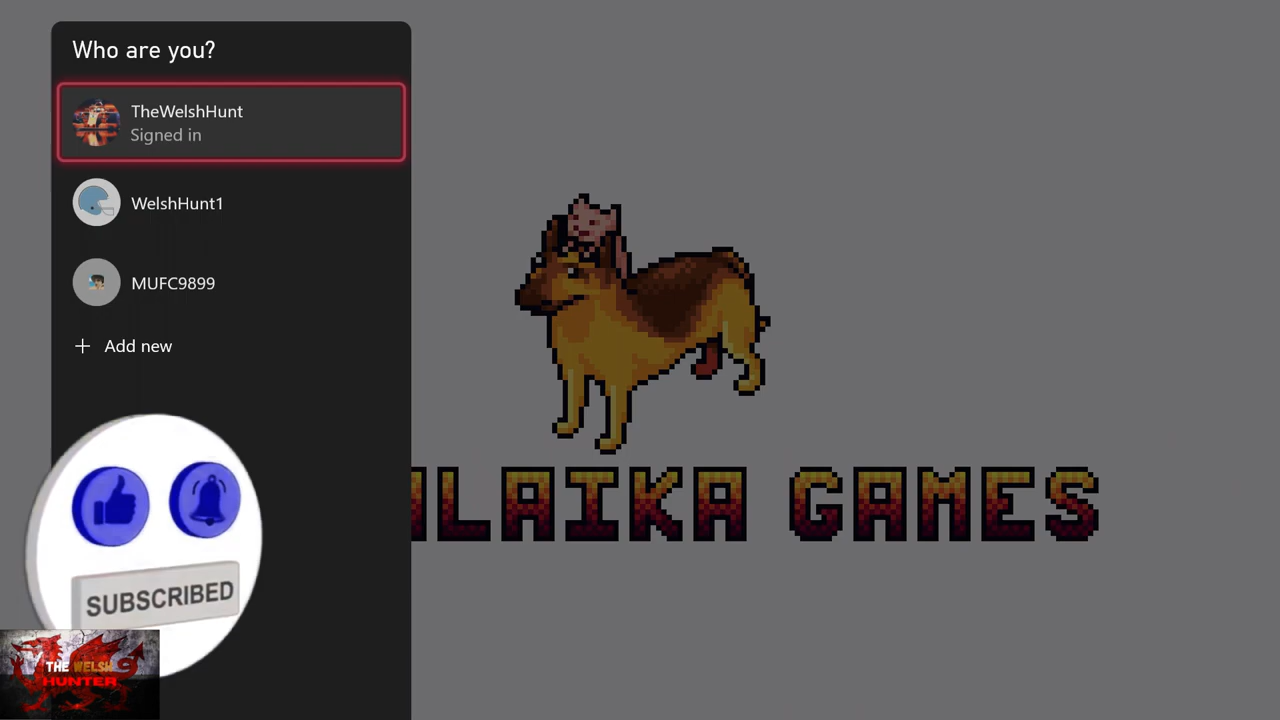 Who are you?
TheWelshHunt
Signed in
WelshHunt1
MUFC9899
Add new
LAIKA GAMES
SUBSCRIBED
THE WELSH
HUNTER